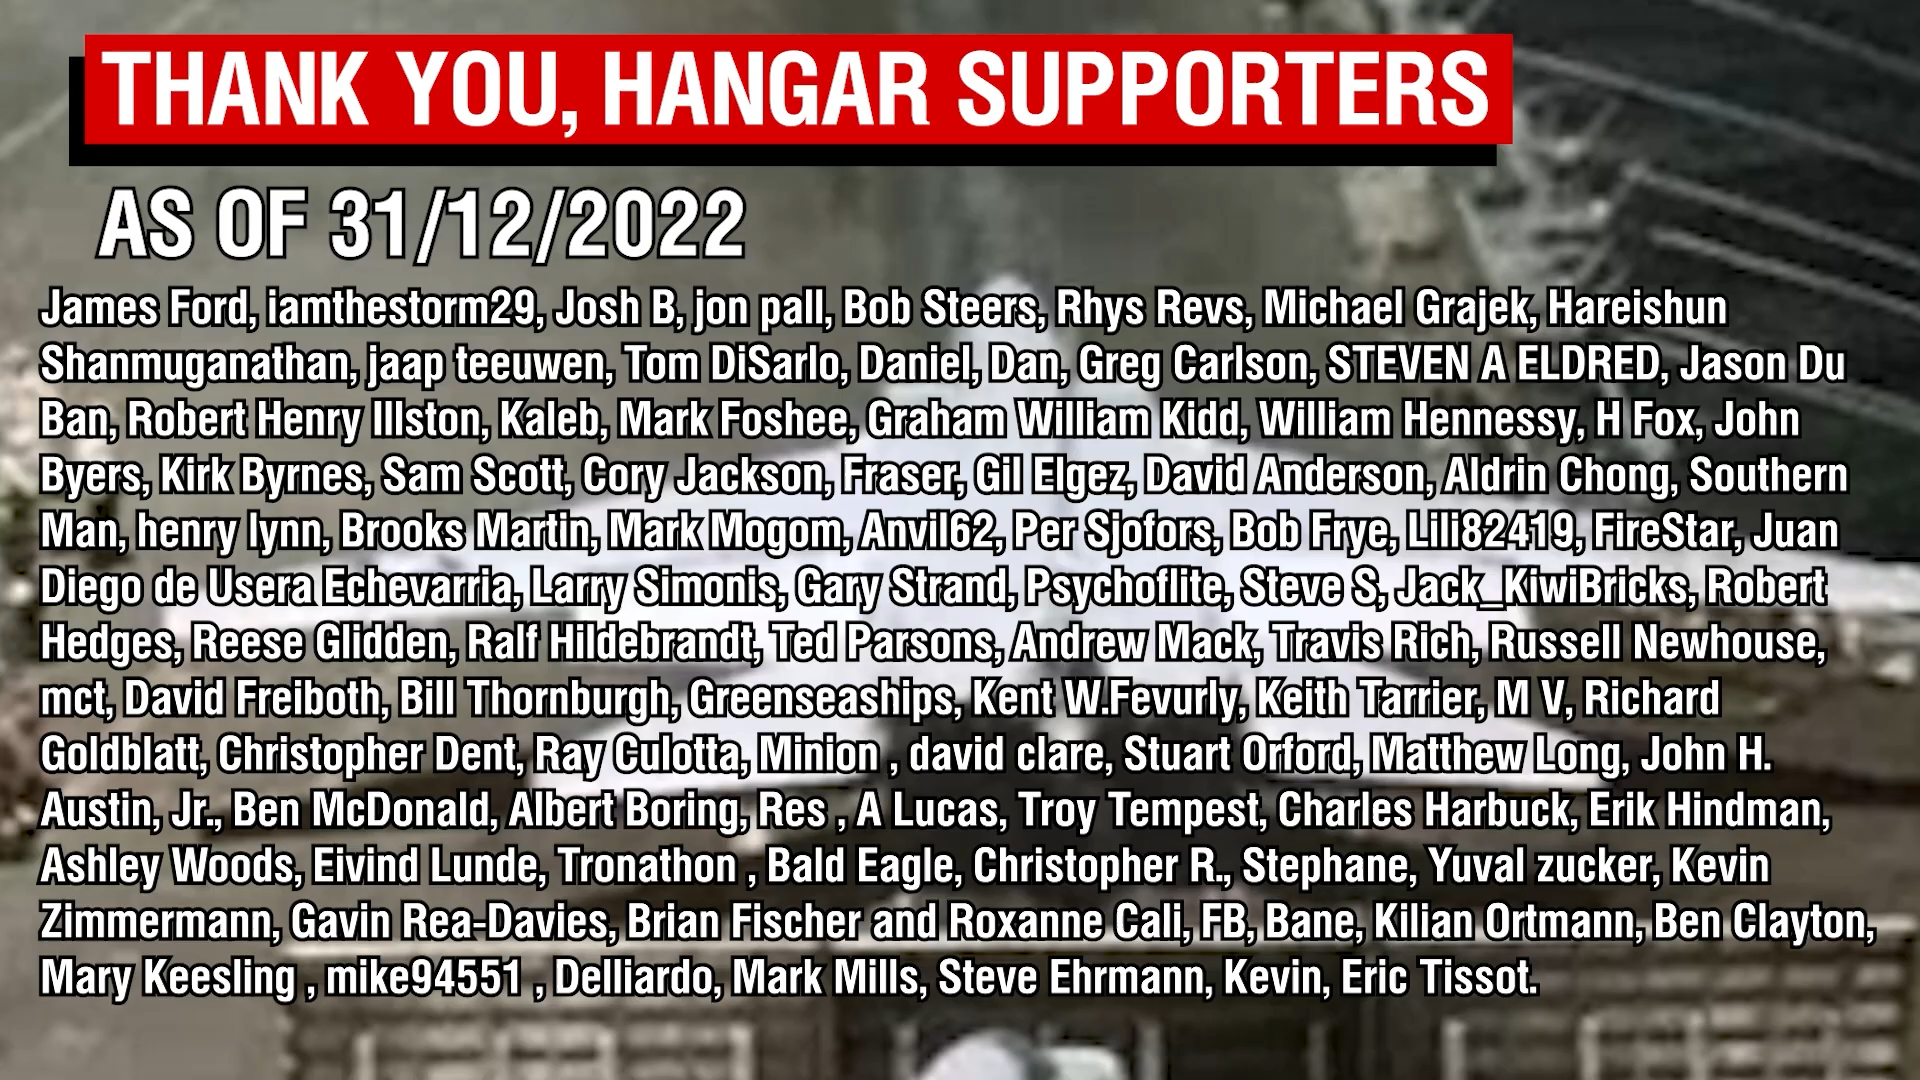 THANK YOU, HANGAR SUPPORTERS
AS OF 31/12/2022
James Ford, iamthestorm29, Josh B, jon pall, Bob Steers, Rhys Revs, Michael Grajek, Hareishun
Shanmuganathan, jaap teeuwen, Tom DiSarlo, Daniel, Dan, Greg Carlson, STEVEN A ELDRED, Jason Du
Ban, Robert Henry Illston, Kaleb, Mark Foshee, Graham William Kidd, William Hennessy, H Fox, John
Byers, Kirk Byrnes, Sam Scott, Cory Jackson, Fraser, Gil Elgez, David Anderson, Aldrin Chong, Southern
Man, henry lynn, Brooks Martin, Mark Mogom, Anvil62, Per Sjofors, Bob Frye, Lili82419, FireStar, Juan
Diego de Usera Echevarria, Larry Simonis, Gary Strand, Psychoflite, Steve S, Jack_KiwiBricks, Robert
Hedges, Reese Glidden, Ralf Hildebrandt, Ted Parsons, Andrew Mack, Travis Rich, Russell Newhouse,
mct, David Freiboth, Bill Thornburgh, Greenseaships, Kent W.Fevurly, Keith Tarrier, M V, Richard
Goldblatt, Christopher Dent, Ray Culotta, Minion , david clare, Stuart Orford, Matthew Long, John H.
Austin, Jr., Ben McDonald, Albert Boring, Res , A Lucas, Troy Tempest, Charles Harbuck, Erik Hindman,
Ashley Woods, Eivind Lunde, Tronathon , Bald Eagle, Christopher R., Stephane, Yuval zucker, Kevin
Zimmermann, Gavin Rea-Davies, Brian Fischer and Roxanne Cali, FB, Bane, Kilian Ortmann, Ben Clayton,
Mary Keesling , mike94551 , Delliardo, Mark Mills, Steve Ehrmann, Kevin, Eric Tissot.